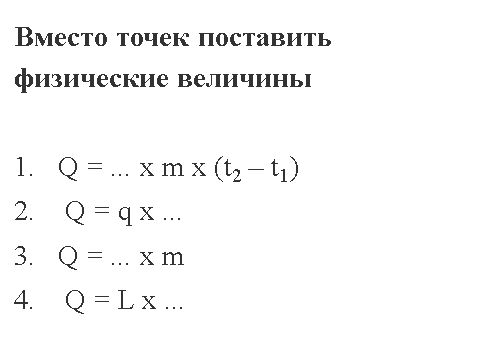 Вместо точек поставить
физические величины
1. Q = ... x m x (t₂ – t₁)
2. Q = q x ...
3. Q = ... x m
4. Q = L x ...